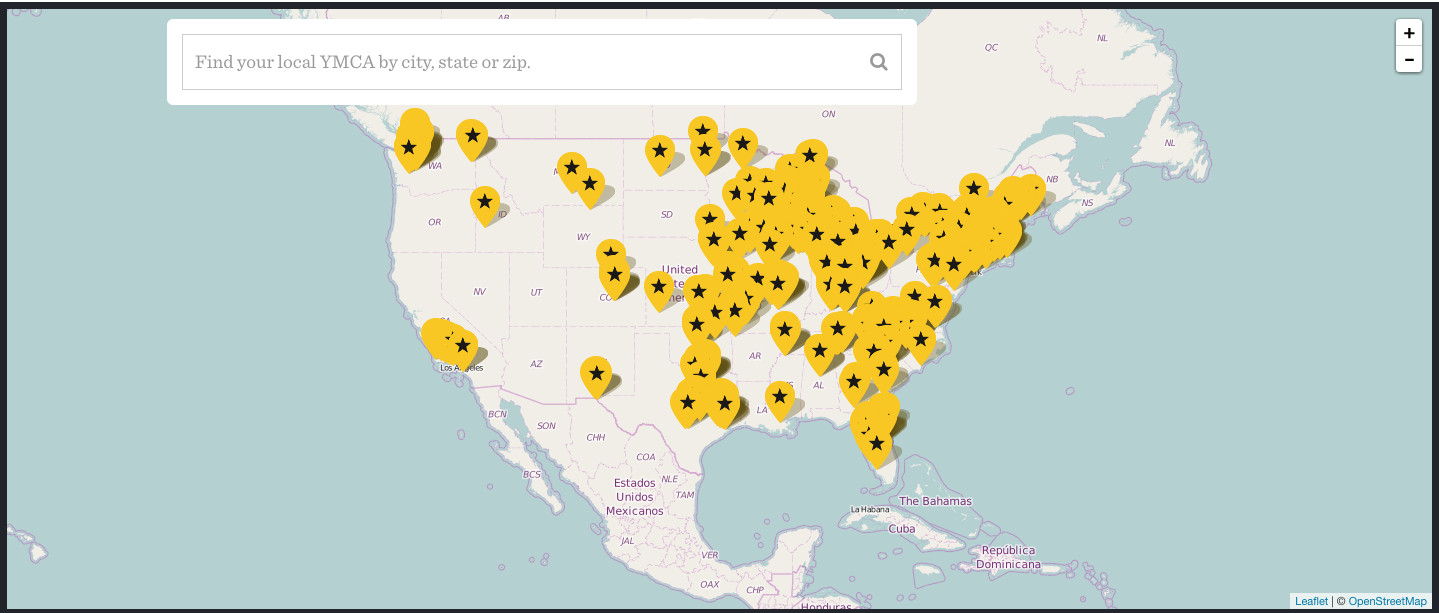 AB
Find your local YMCA by city, state or zip.
+
-
QC
NL
ON
NL
WA
NB
NS
OR
ID
SD
WY
United
NV
UT
CO
AZ
AR
Los Angeles
AL
LA
BCN
SON
CHH
COA
BCS
NLE
TAM
Estados
Unidos
Mexicanos
The Bahamas
La Habana
Cuba
JAL
VER
República
Dominicana
OAX
CHP
Honduras
Leaflet | © OpenStreetMap